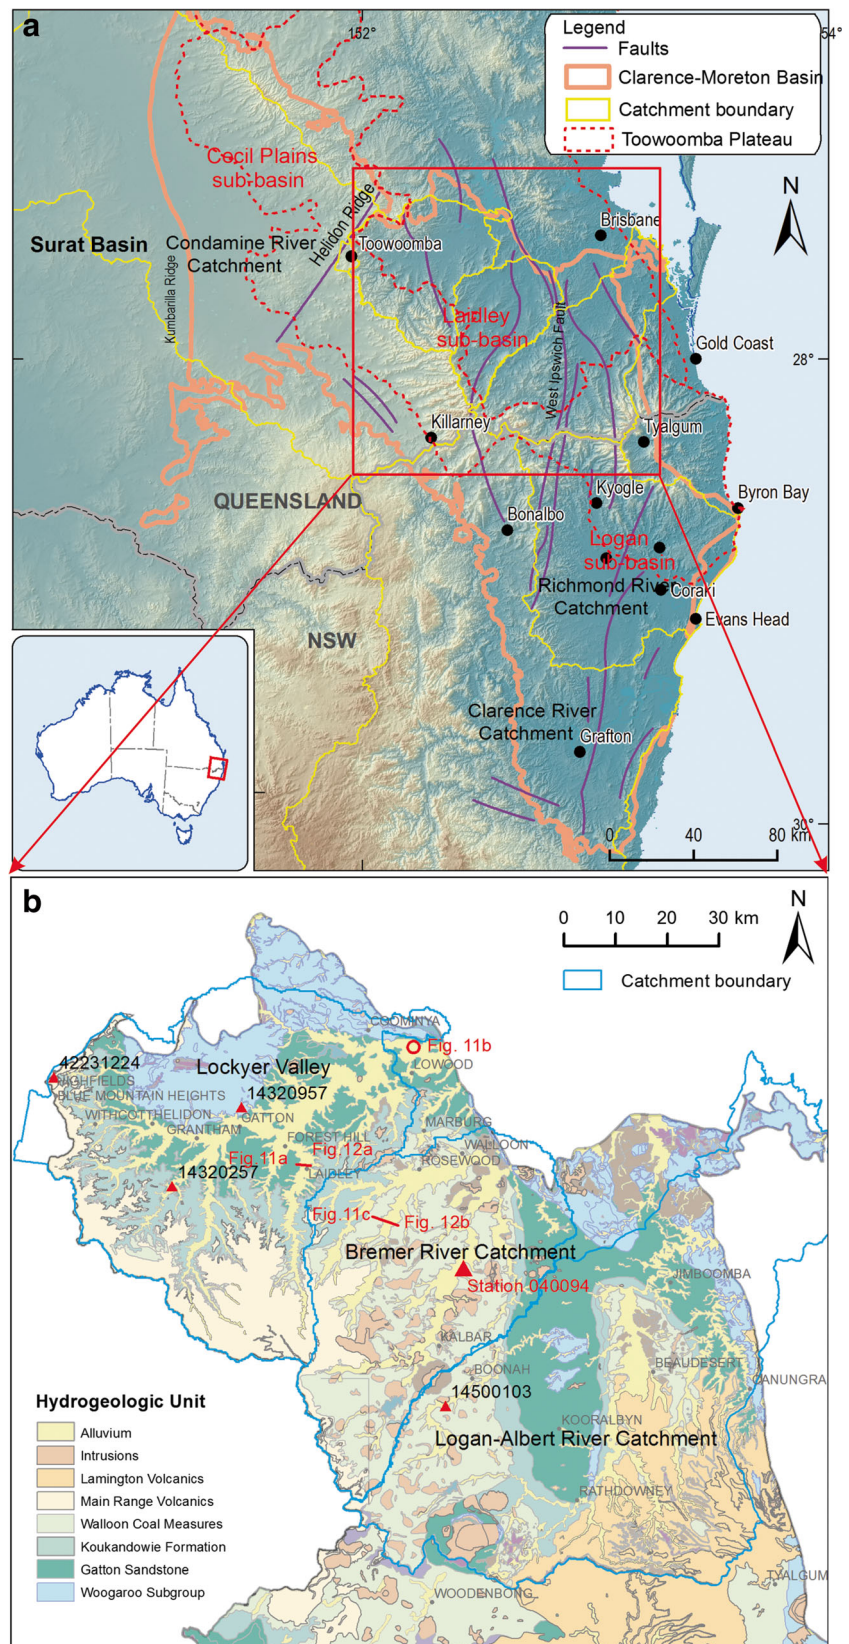 a
152°
54°
Legend
Faults
Clarence-Moreton Basin
Catchment boundary
Toowoomba Plateau
N
Cecil Plains
sub-basin
Surat Basin
Condamine River
Catchment
Kumbarilla Ridge
Helidon Ridge
Toowoomba
Brisbane
Laidley
sub-basin
West Ipswich Fault
Gold Coast
28°
Killarney
Tyalgum
QUEENSLAND
Kyogle
Byron Bay
Bonalbo
Logan
sub-basin
Richmond River
Catchment
Coraki
Evans Head
NSW
Clarence River
Catchment
Grafton
30°
0 40 80 km
b
0 10 20 30 km
N
Catchment boundary
COOMINYA
Fig. 11b
LOWOOD
42231224
HIGHFIELDS
Lockyer Valley
BLUE MOUNTAIN HEIGHTS
14320957
WITHCOTT
HELIDON
GATTON
GRANTHAM
MARBURG
FOREST HILL
WALLOON
Fig. 12a
Fig. 11a
ROSEWOOD
14320257
LAIDLEY
Fig.11c
Fig. 12b
Bremer River Catchment
Station 040094
JIMBOOMBA
KALBAR
BOONAH
BEAUDESERT
CANUNGRA
14500103
KOORALBYN
Logan-Albert River Catchment
RATHDOWNEY
TYALGUM
WOODENBONG
Hydrogeologic Unit
Alluvium
Intrusions
Lamington Volcanics
Main Range Volcanics
Walloon Coal Measures
Koukandowie Formation
Gatton Sandstone
Woogaroo Subgroup